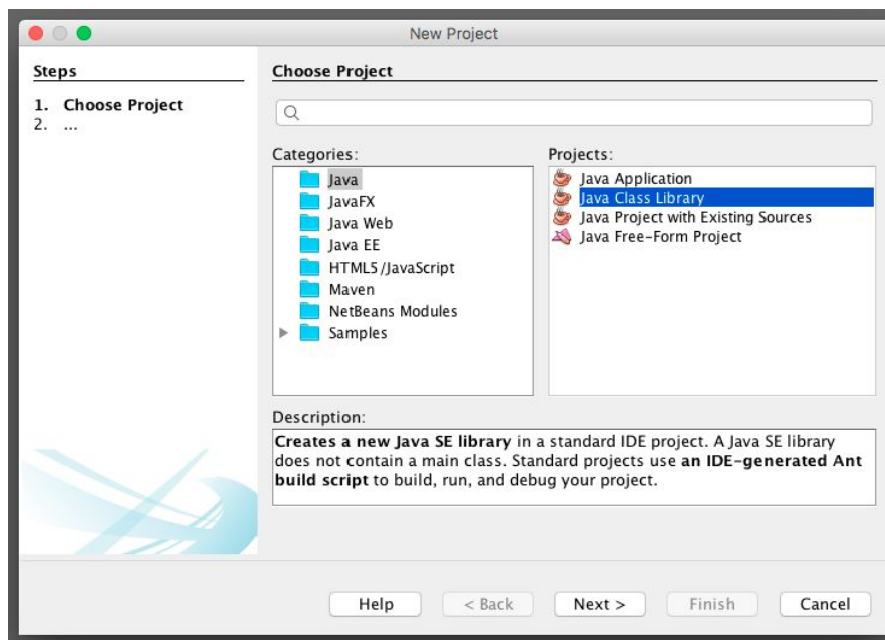 New Project
Steps
1. Choose Project
2. ...
Choose Project
Categories:
Java
JavaFX
Java Web
Java EE
HTML5/JavaScript
Maven
NetBeans Modules
Samples
Projects:
Java Application
Java Class Library
Java Project with Existing Sources
Java Free-Form Project
Description:
Creates a new Java SE library in a standard IDE project. A Java SE library
does not contain a main class. Standard projects use an IDE-generated Ant
build script to build, run, and debug your project.
Help
< Back
Next >
Finish
Cancel